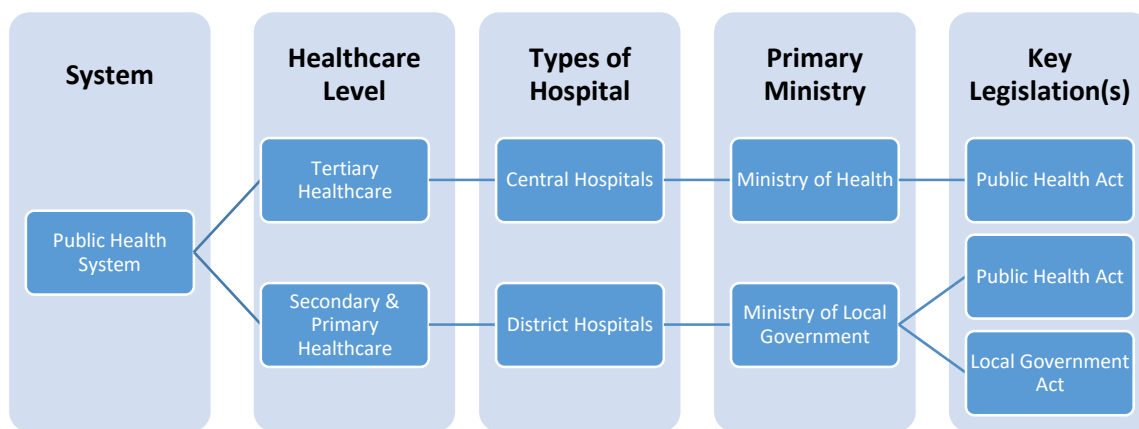 System
Healthcare
Level
Types of
Hospital
Primary
Ministry
Key
Legislation(s)
Public Health
System
Tertiary
Healthcare
Central Hospitals
Ministry of Health
Public Health Act
Secondary &
Primary
Healthcare
District Hospitals
Ministry of Local
Government
Public Health Act
Local Government
Act